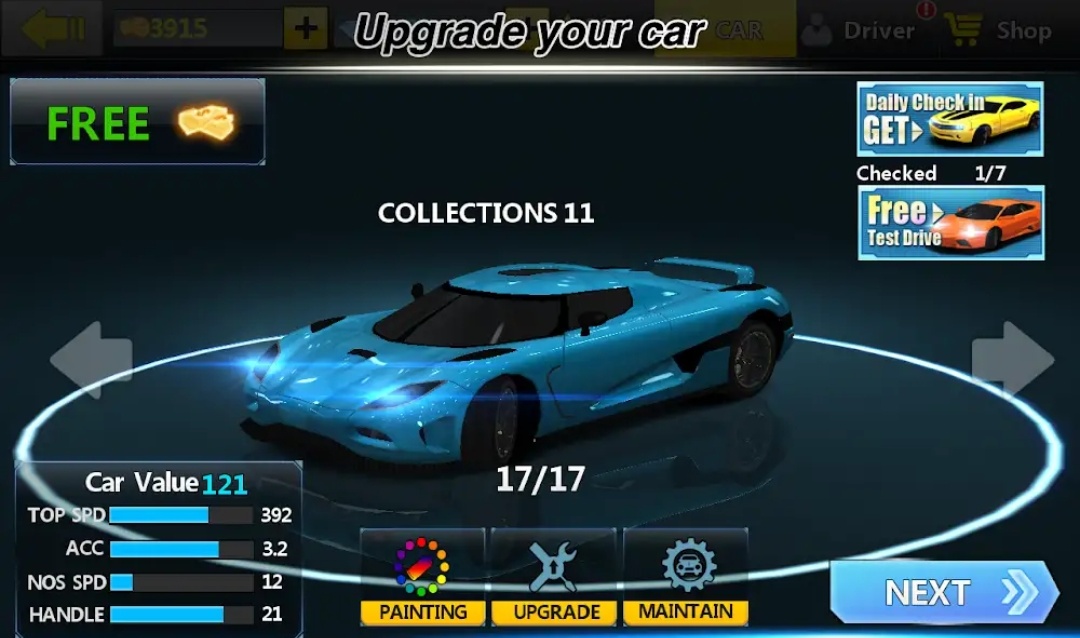 3915
+
Upgrade your car
CAR
Driver
!
Shop
FREE
Daily Check in
GET
Checked 1/7
Free
Test Drive
COLLECTIONS 11
17/17
Car Value 121
TOP SPD 392
ACC 3.2
NOS SPD 12
HANDLE 21
PAINTING
UPGRADE
MAINTAIN
NEXT